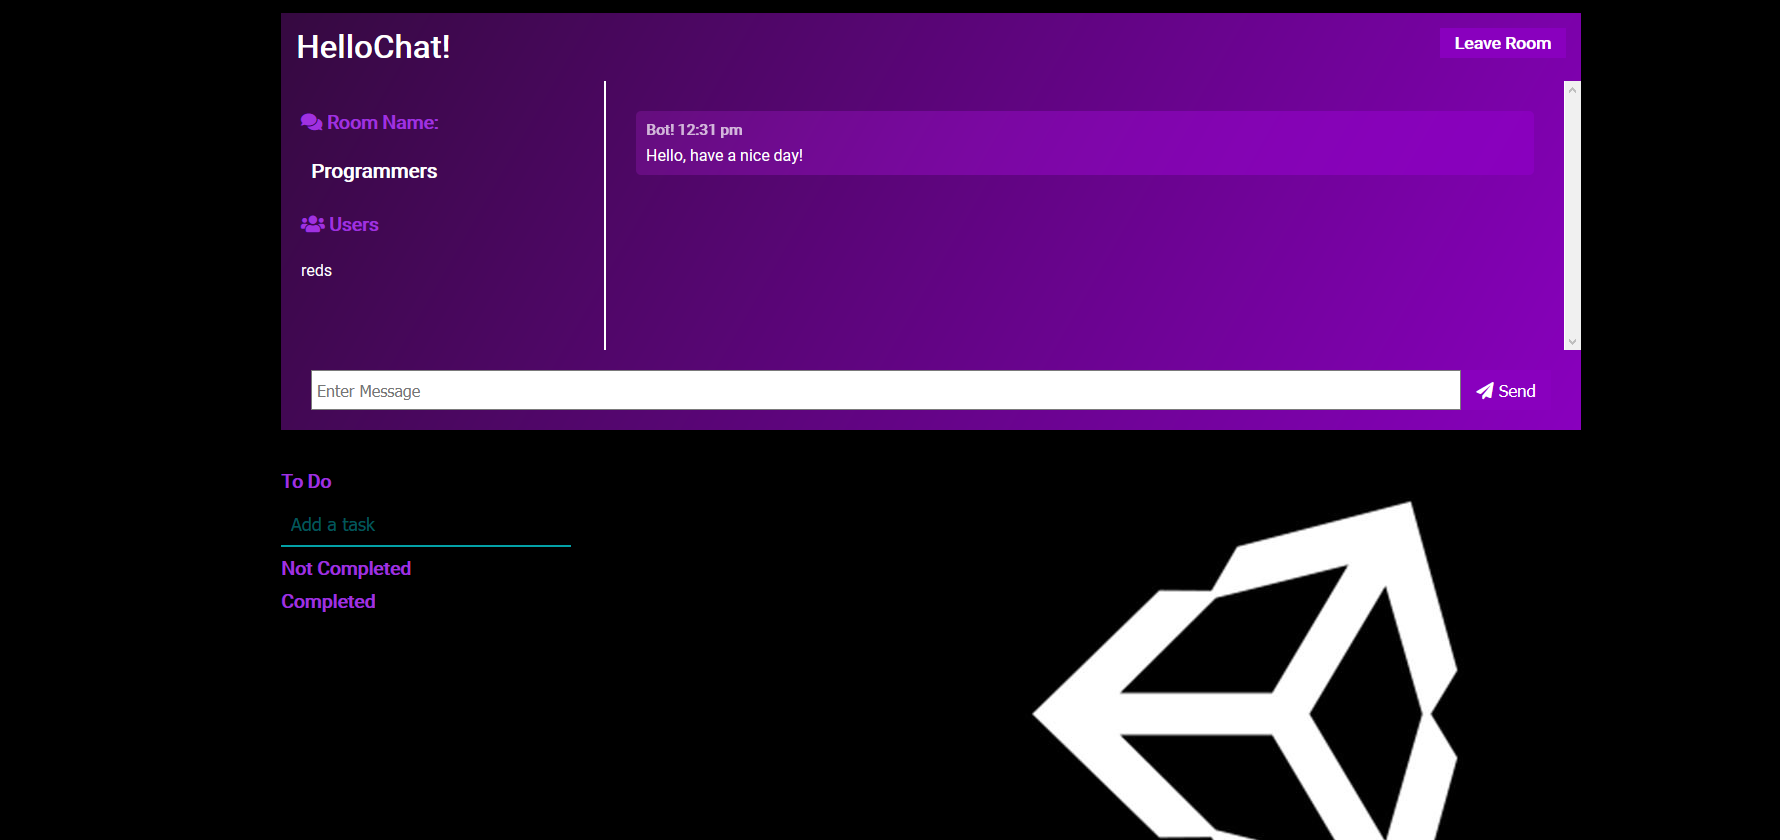 HelloChat!
Leave Room
Room Name:
Programmers
Users
reds
Bot! 12:31 pm
Hello, have a nice day!
Enter Message
Send
To Do
Add a task
Not Completed
Completed